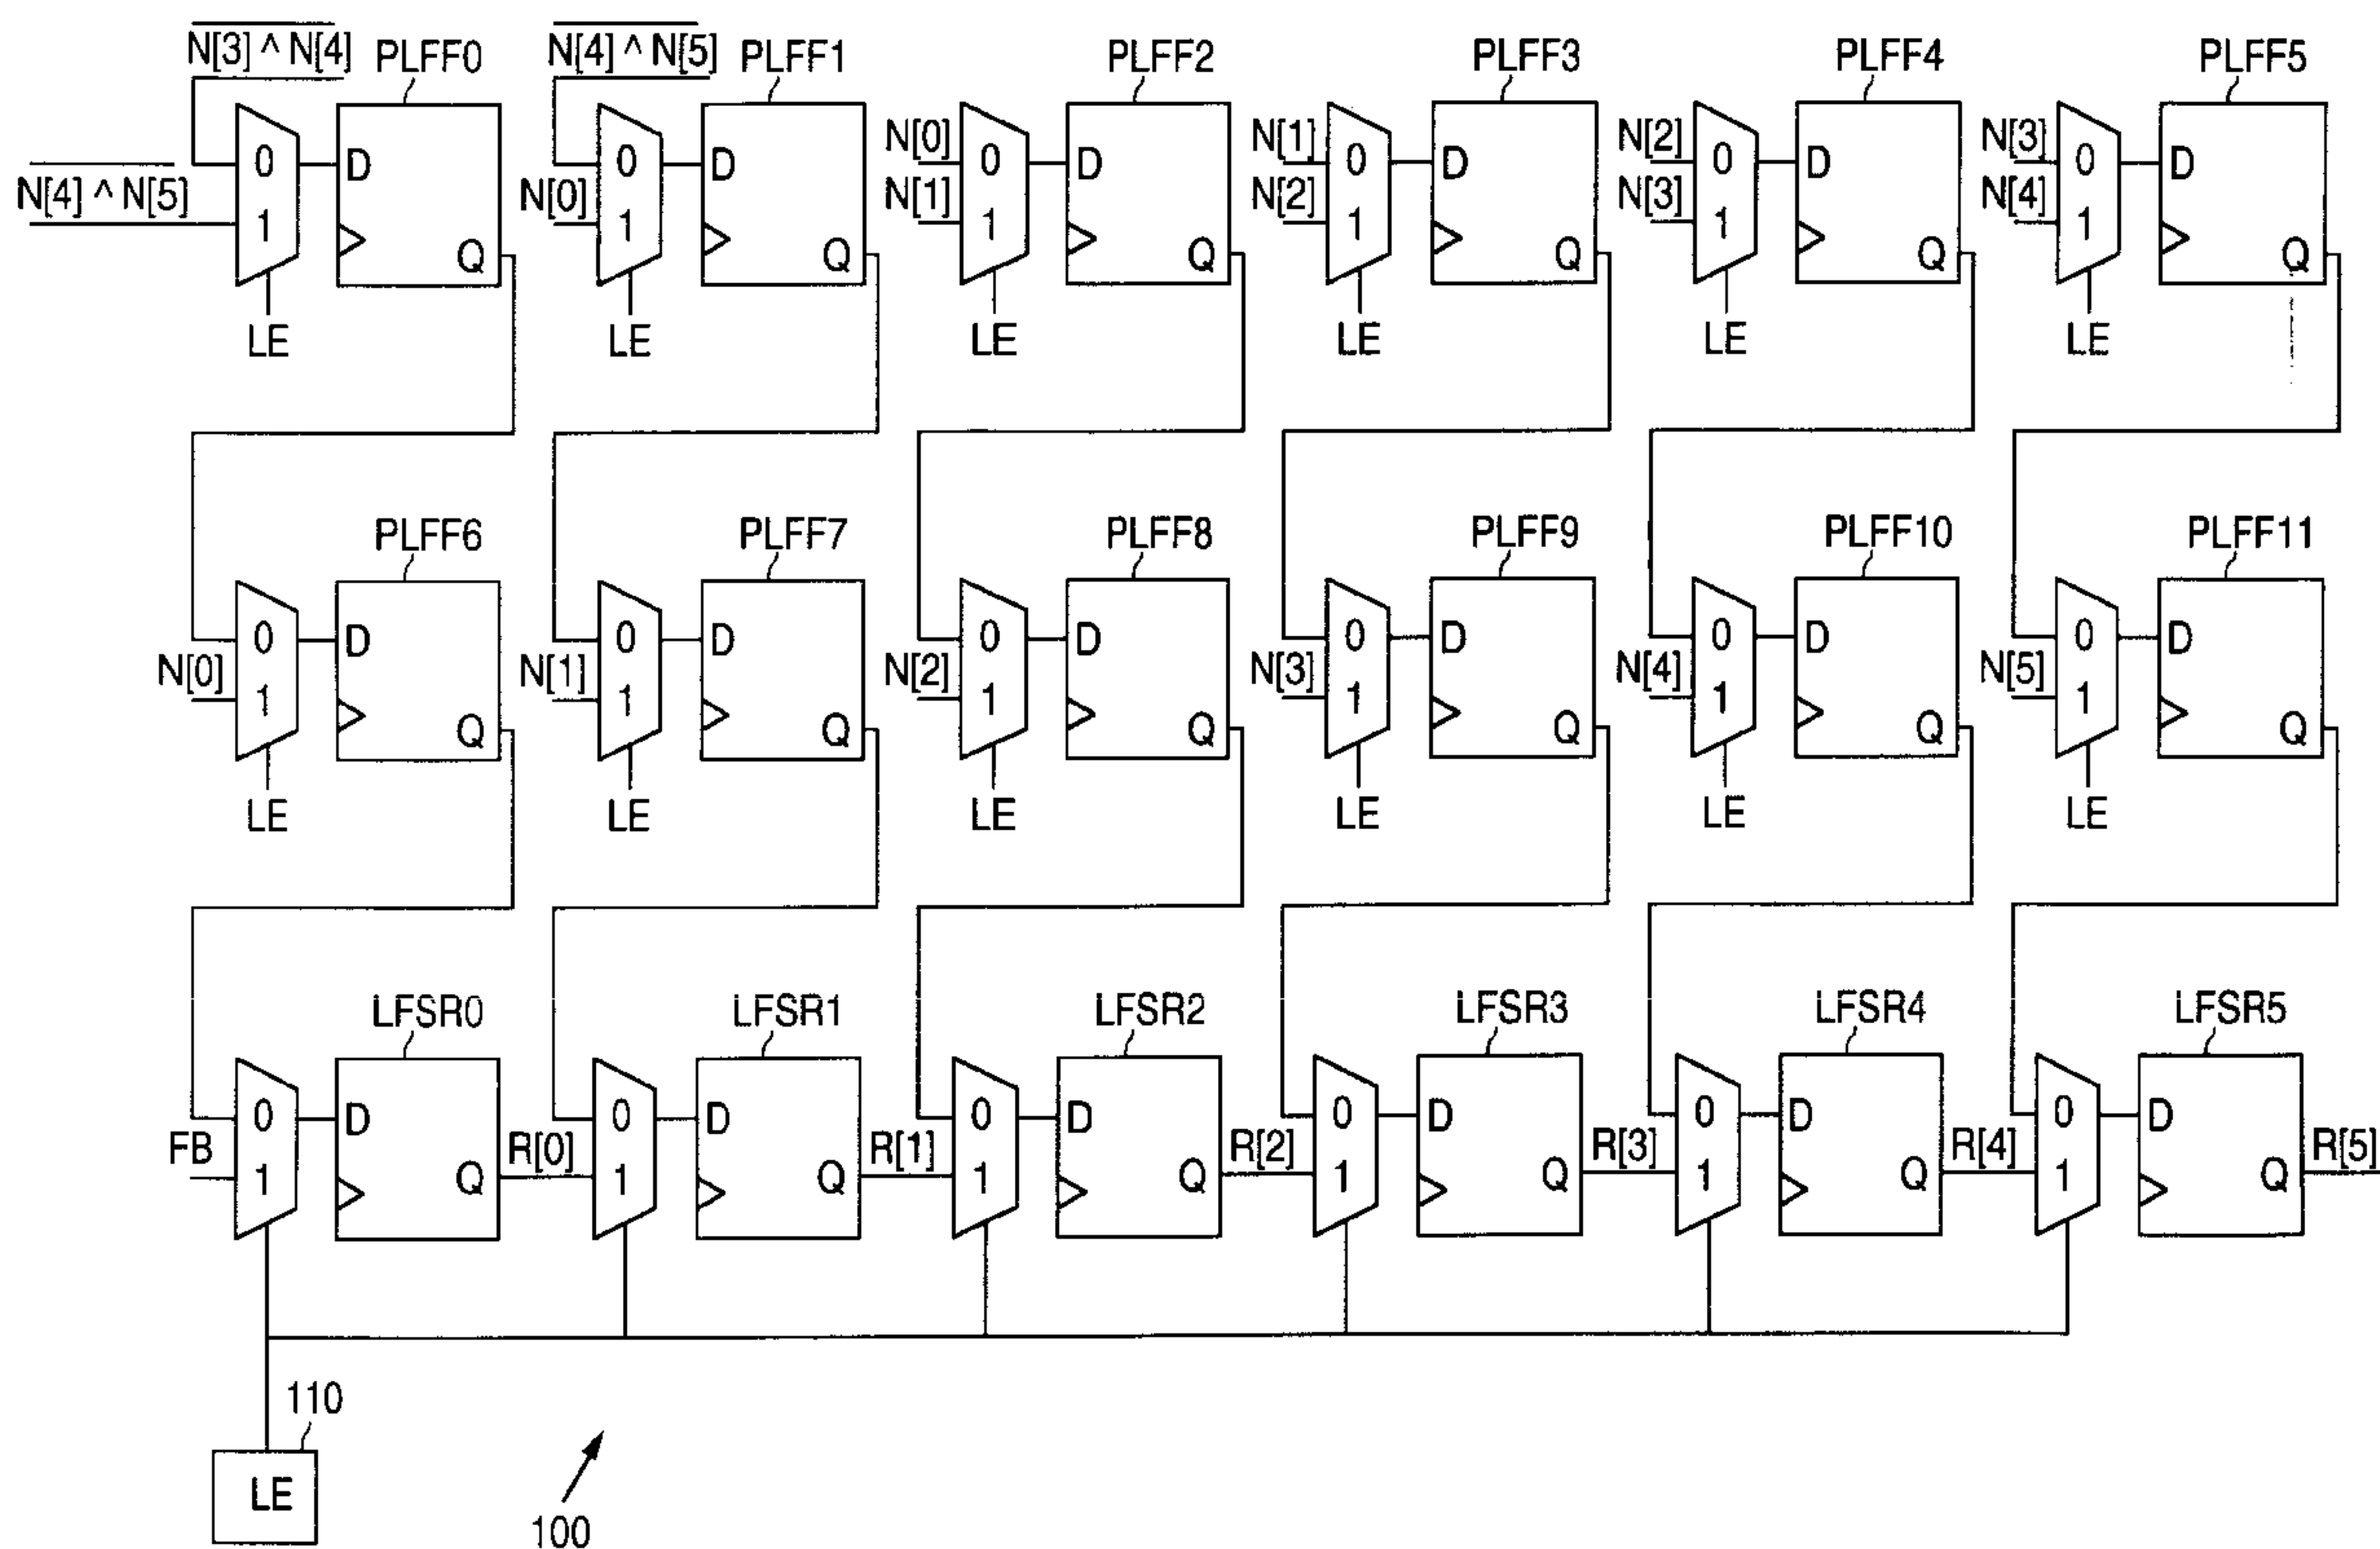 N[3] ^ N[4] PLFF0 N[4] ^ N[5] PLFF1 PLFF2 PLFF3 PLFF4 PLFF5
N[4] ^ N[5] 0 1 D Q LE
N[0] 0 1 D Q LE
N[0] N[1] 0 1 D Q LE
N[1] N[2] 0 1 D Q LE
N[2] N[3] 0 1 D Q LE
N[3] N[4] 0 1 D Q LE
PLFF6 PLFF7 PLFF8 PLFF9 PLFF10 PLFF11
N[0] 0 1 D Q LE
N[1] 0 1 D Q LE
N[2] 0 1 D Q LE
N[3] 0 1 D Q LE
N[4] 0 1 D Q LE
N[5] 0 1 D Q LE
LFSR0 LFSR1 LFSR2 LFSR3 LFSR4 LFSR5
FB 0 1 D Q
R[0] 0 1 D Q
R[1] 0 1 D Q
R[2] 0 1 D Q
R[3] 0 1 D Q
R[4] 0 1 D Q R[5]
110
LE
100